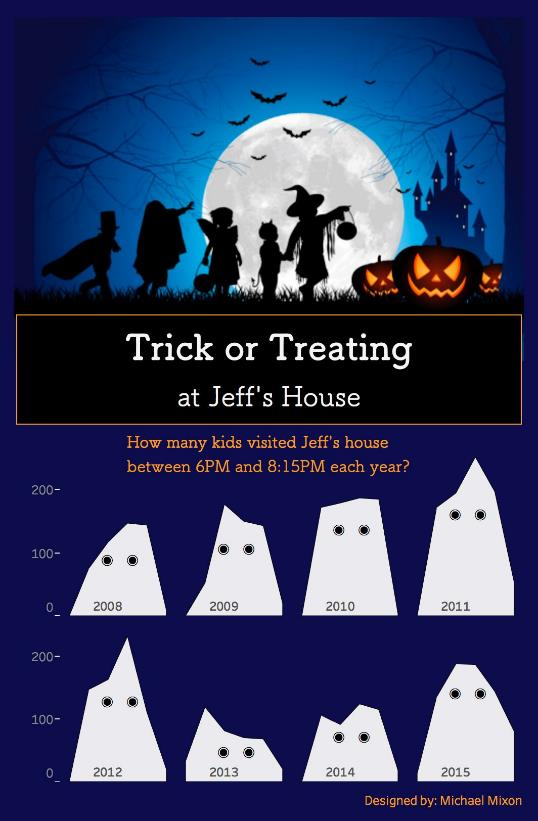 Trick or Treating
at Jeff's House
How many kids visited Jeff's house
between 6PM and 8:15PM each year?
200
100
0
2008
2009
2010
2011
200
100
0
2012
2013
2014
2015
Designed by: Michael Mixon